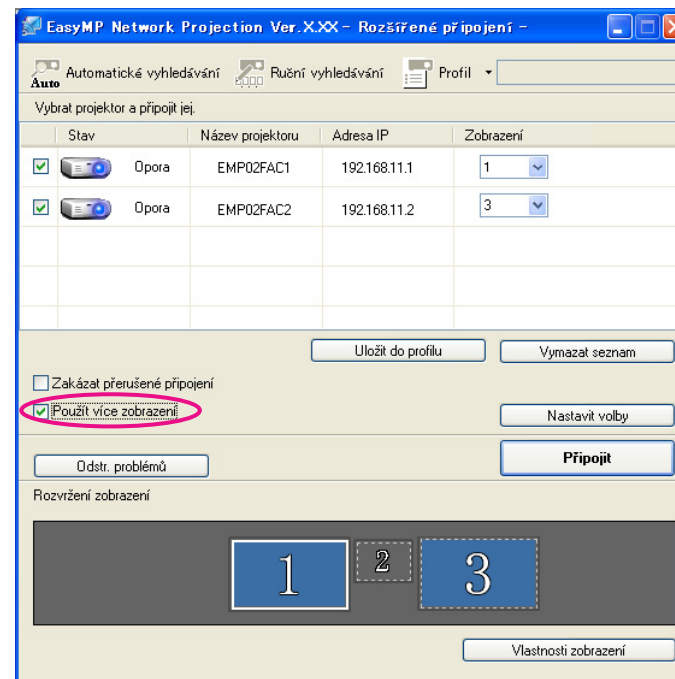 EasyMP Network Projection Ver.X.XX – Rozšířené připojení –
Auto Automatické vyhledávání Ruční vyhledávání Profil
Vybrat projektor a připojit jej.
Stav Název projektoru Adresa IP Zobrazení
Opora EMP02FAC1 192.168.11.1 1
Opora EMP02FAC2 192.168.11.2 3
Uložit do profilu Vymazat seznam
Zakázat přerušené připojení
Použít více zobrazení Nastavit volby
Odstr. problémů Připojit
Rozvržení zobrazení
1 2 3
Vlastnosti zobrazení